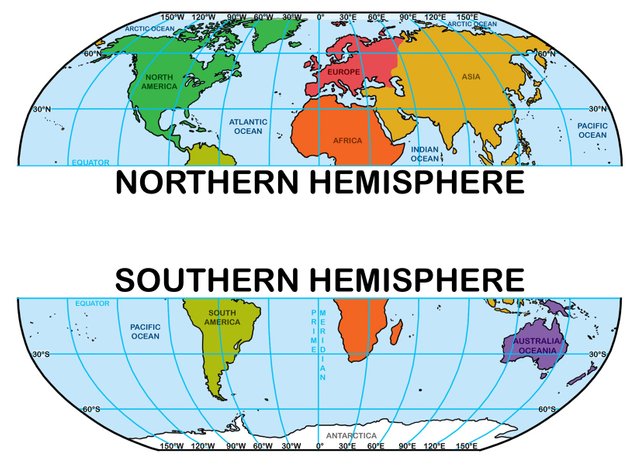 150°W 120°W 90°W 60°W 30°W 0° 30°E 60°E 90°E 120°E 150°E
ARCTIC OCEAN
ARCTIC OCEAN
60°N
60°N
NORTH
AMERICA
EUROPE
ASIA
30°N
30°N
ATLANTIC
OCEAN
PACIFIC
OCEAN
AFRICA
INDIAN
OCEAN
EQUATOR
NORTHERN HEMISPHERE
SOUTHERN HEMISPHERE
EQUATOR
SOUTH
AMERICA
PRIME
MERIDIAN
PACIFIC
OCEAN
AUSTRALIA/
OCEANIA
30°S
30°S
60°S
60°S
ANTARCTICA
150°W 120°W 90°W 60°W 30°W 0° 30°E 60°E 90°E 120°E 150°E